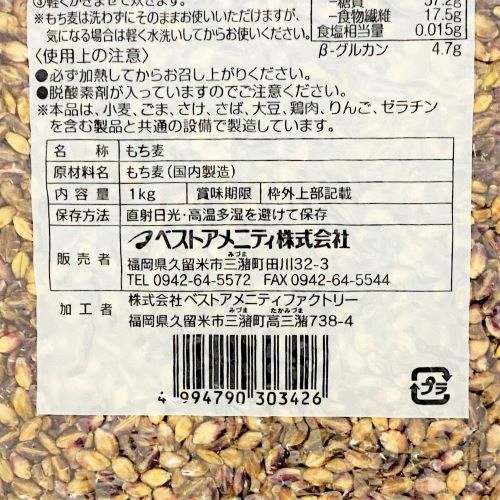 ③軽くかきまぜて炊きます。
※もち麦は洗わずにそのままお使いいただけますが、
気になる場合は軽く水洗いしてからお使いください。
〈使用上の注意〉
●必ず加熱してからお召し上がりください。
●脱酸素剤が入っていますのでご注意ください。
※本品は、小麦、ごま、さけ、さば、大豆、鶏肉、りんご、ゼラチン
を含む製品と共通の設備で製造しています。
−糖質 57.2g
−食物繊維 17.5g
食塩相当量 0.015g
β-グルカン 4.7g
名称 もち麦
原材料名 もち麦(国内製造)
内容量 1kg 賞味期限 枠外上部記載
保存方法 直射日光・高温多湿を避けて保存
販売者 ベストアメニティ株式会社
みづま
福岡県久留米市三潴町田川32-3
TEL 0942-64-5572 FAX 0942-64-5544
加工者 株式会社ベストアメニティファクトリー
みづま たかみづま
福岡県久留米市三潴町高三潴738-4
4 994790 303426
プラ